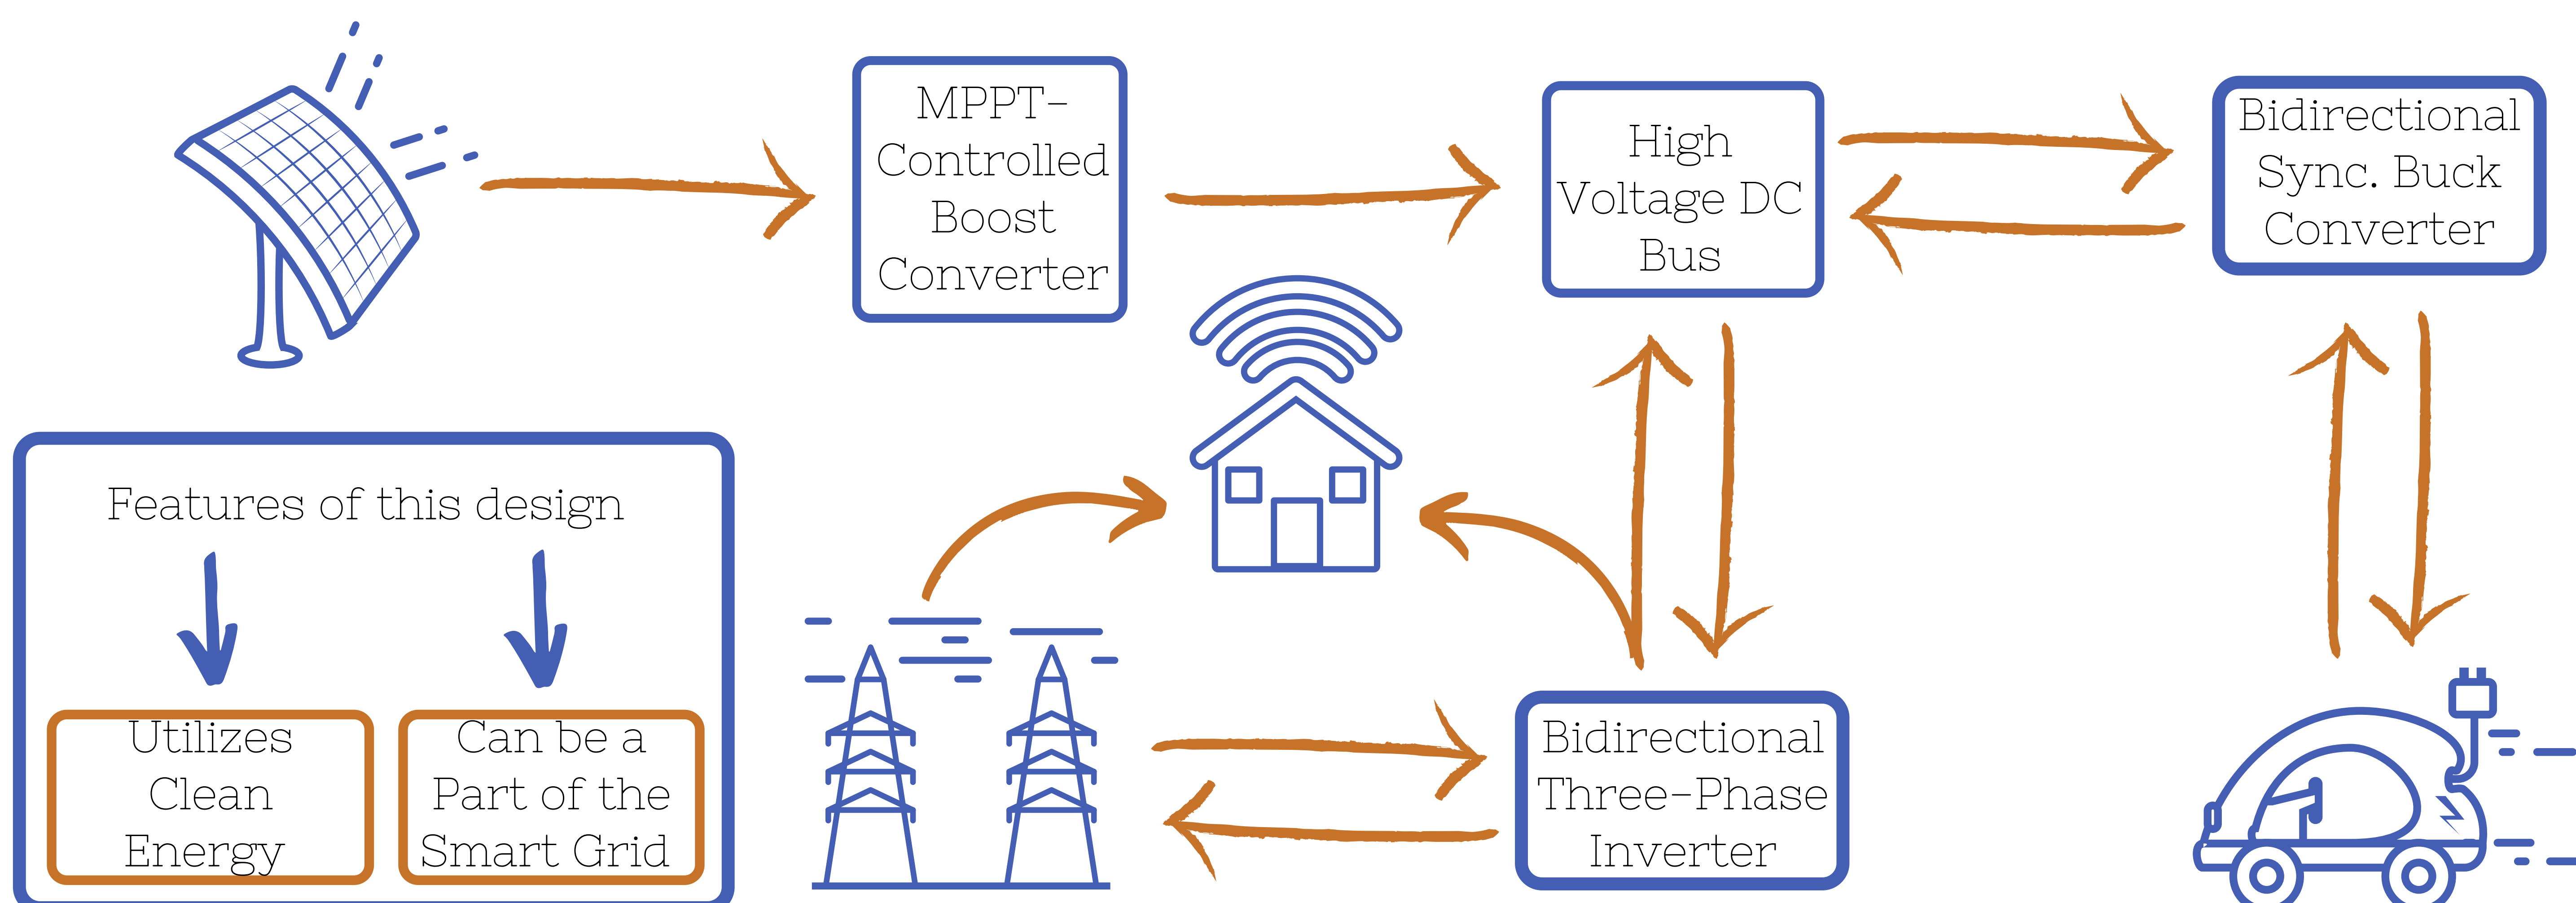 MPPT-
Controlled
Boost
Converter
High
Voltage DC
Bus
Bidirectional
Sync. Buck
Converter
Features of this design
Utilizes
Clean
Energy
Can be a
Part of the
Smart Grid
Bidirectional
Three-Phase
Inverter